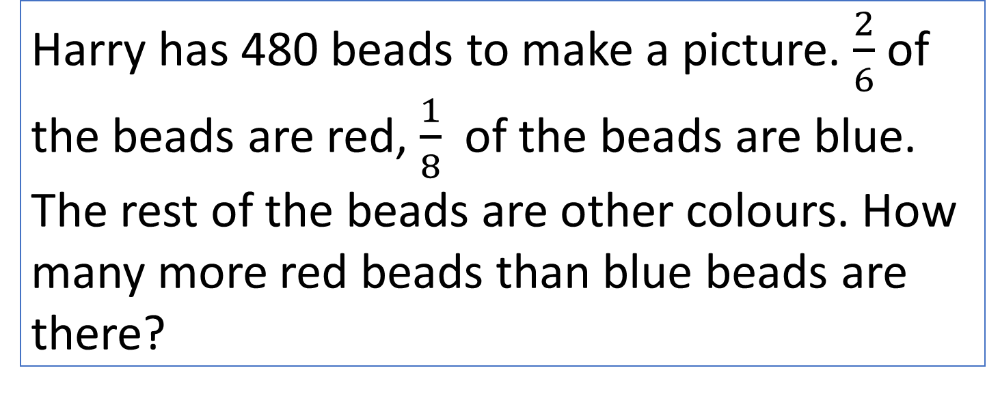 Harry has 480 beads to make a picture. 2/6 of
the beads are red, 1/8 of the beads are blue.
The rest of the beads are other colours. How
many more red beads than blue beads are
there?